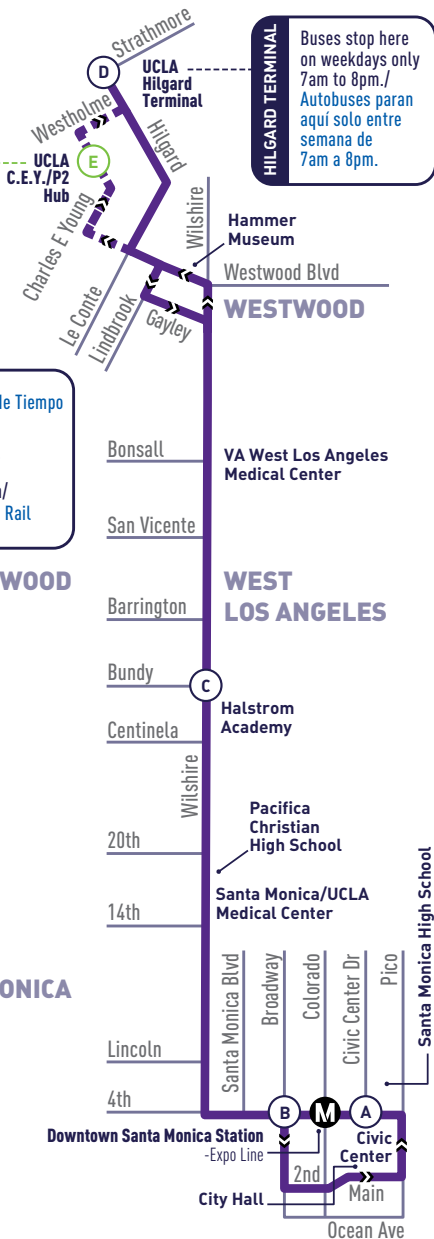 Strathmore
D
UCLA
Hilgard
Terminal
HILGARD TERMINAL
Buses stop here
on weekdays only
7am to 8pm./
Autobuses paran
aquí solo entre
semana de
7am a 8pm.
Westholme
E
UCLA
C.E.Y./P2
Hub
Hilgard
Charles E Young
Wilshire
Hammer
Museum
Westwood Blvd
Le Conte
Lindbrook
Gayley
WESTWOOD
de Tiempo
/
Rail
Bonsall
VA West Los Angeles
Medical Center
San Vicente
WOOD
WEST
LOS ANGELES
Barrington
Bundy
C
Halstrom
Academy
Centinela
Wilshire
Pacifica
Christian
High School
20th
Santa Monica/UCLA
Medical Center
14th
Santa Monica High School
ONICA
Santa Monica Blvd
Broadway
Colorado
Civic Center Dr
Pico
Lincoln
4th
B
M
A
Downtown Santa Monica Station
-Expo Line
Civic
Center
2nd
City Hall
Main
Ocean Ave